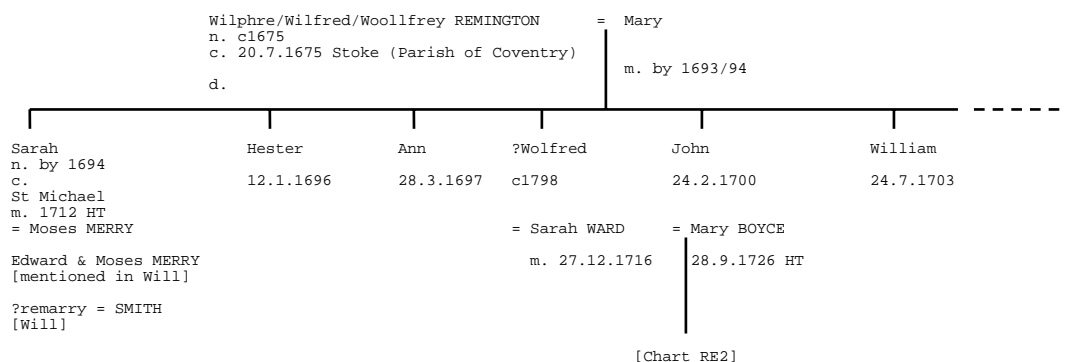 Wilphre/Wilfred/Woollfrey REMINGTON = Mary
n. c1675
c. 20.7.1675 Stoke (Parish of Coventry)
m. by 1693/94
d.
Sarah Hester Ann ?Wolfred John William
n. by 1694
c. 12.1.1696 28.3.1697 c1798 24.2.1700 24.7.1703
St Michael
m. 1712 HT
= Moses MERRY = Sarah WARD = Mary BOYCE
Edward & Moses MERRY m. 27.12.1716 28.9.1726 HT
[mentioned in Will]
?remarry = SMITH
[Will]
[Chart RE2]